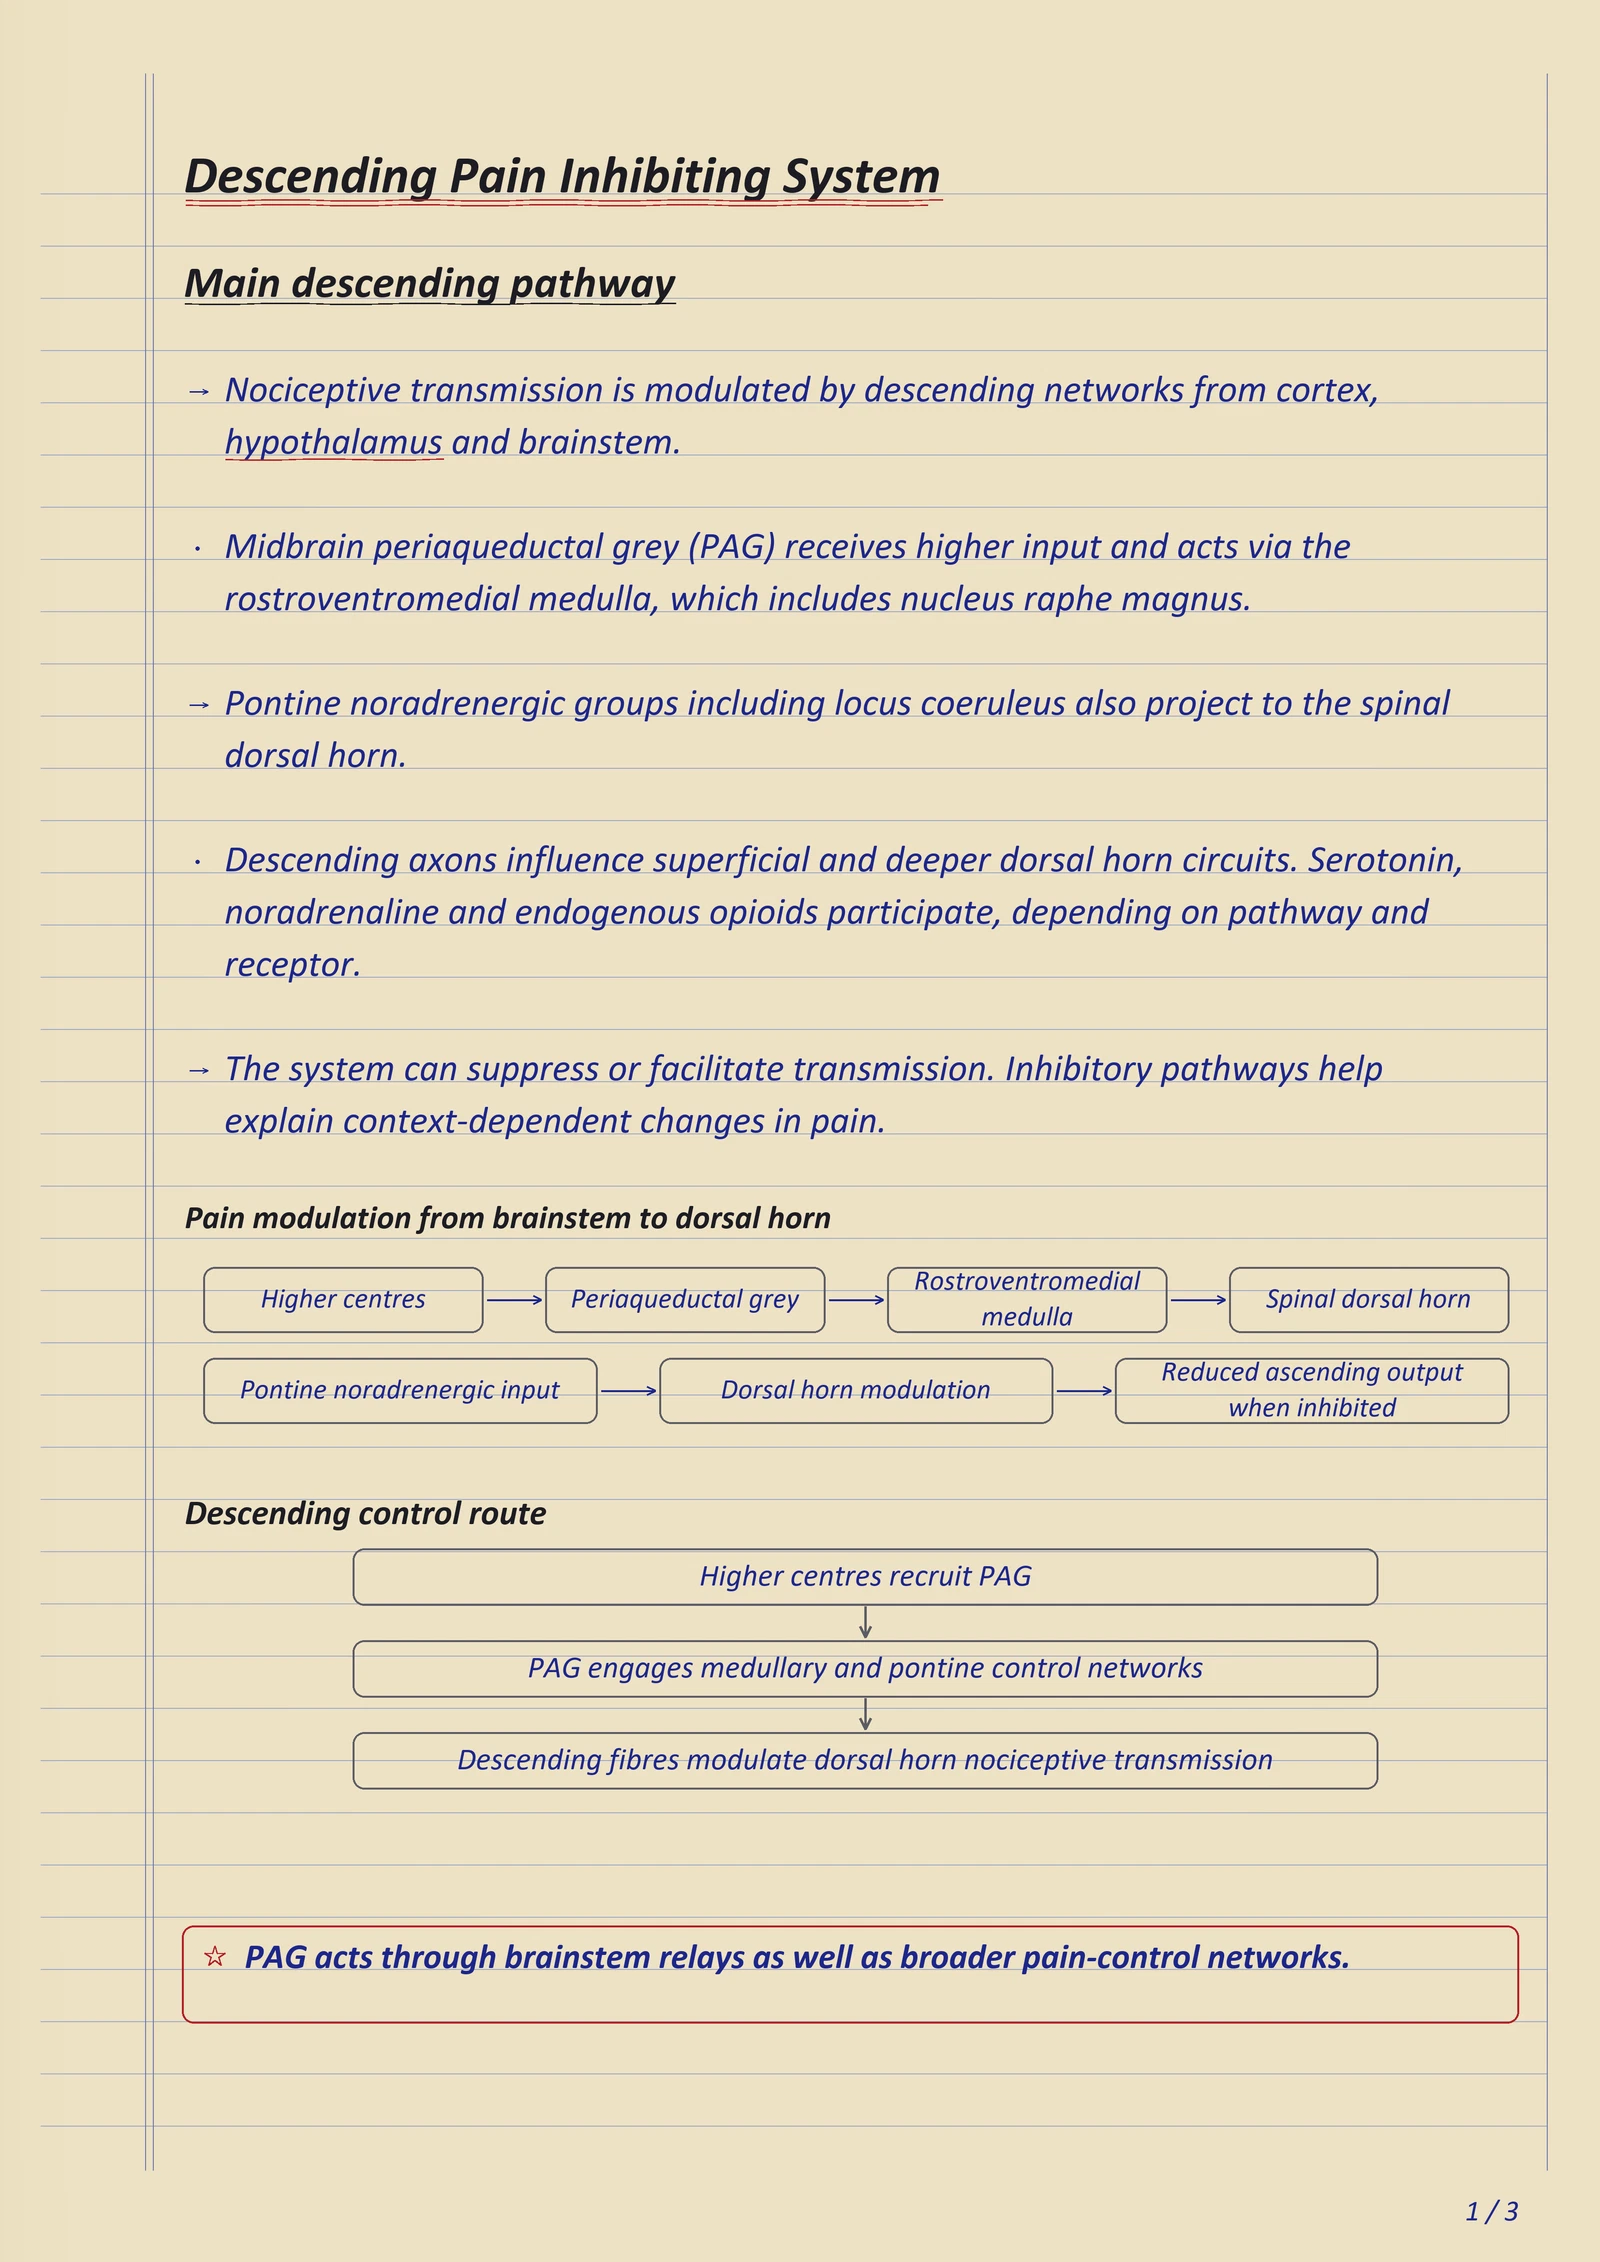 Descending Pain Inhibiting System
Main descending pathway
→ Nociceptive transmission is modulated by descending networks from cortex,
hypothalamus and brainstem.
· Midbrain periaqueductal grey (PAG) receives higher input and acts via the
rostroventromedial medulla, which includes nucleus raphe magnus.
→ Pontine noradrenergic groups including locus coeruleus also project to the spinal
dorsal horn.
· Descending axons influence superficial and deeper dorsal horn circuits. Serotonin,
noradrenaline and endogenous opioids participate, depending on pathway and
receptor.
→ The system can suppress or facilitate transmission. Inhibitory pathways help
explain context-dependent changes in pain.
Pain modulation from brainstem to dorsal horn
Higher centres → Periaqueductal grey → Rostroventromedial
medulla → Spinal dorsal horn
Pontine noradrenergic input → Dorsal horn modulation → Reduced ascending output
when inhibited
Descending control route
Higher centres recruit PAG
PAG engages medullary and pontine control networks
Descending fibres modulate dorsal horn nociceptive transmission
☆ PAG acts through brainstem relays as well as broader pain-control networks.
1 / 3